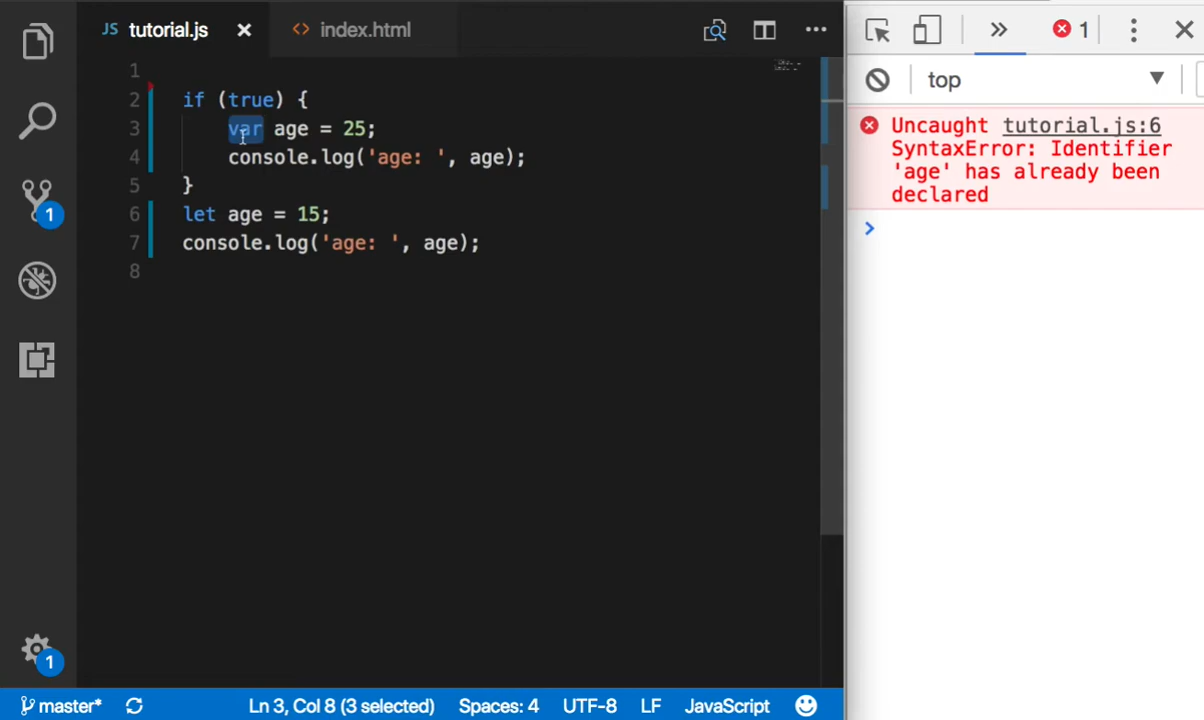 JS tutorial.js × <> index.html
1
2 if (true) {
3 var age = 25;
4 console.log('age: ', age);
5 }
6 let age = 15;
7 console.log('age: ', age);
8
1
1
master* Ln 3, Col 8 (3 selected) Spaces: 4 UTF-8 LF JavaScript
» 1
top
Uncaught tutorial.js:6
SyntaxError: Identifier
'age' has already been
declared
>